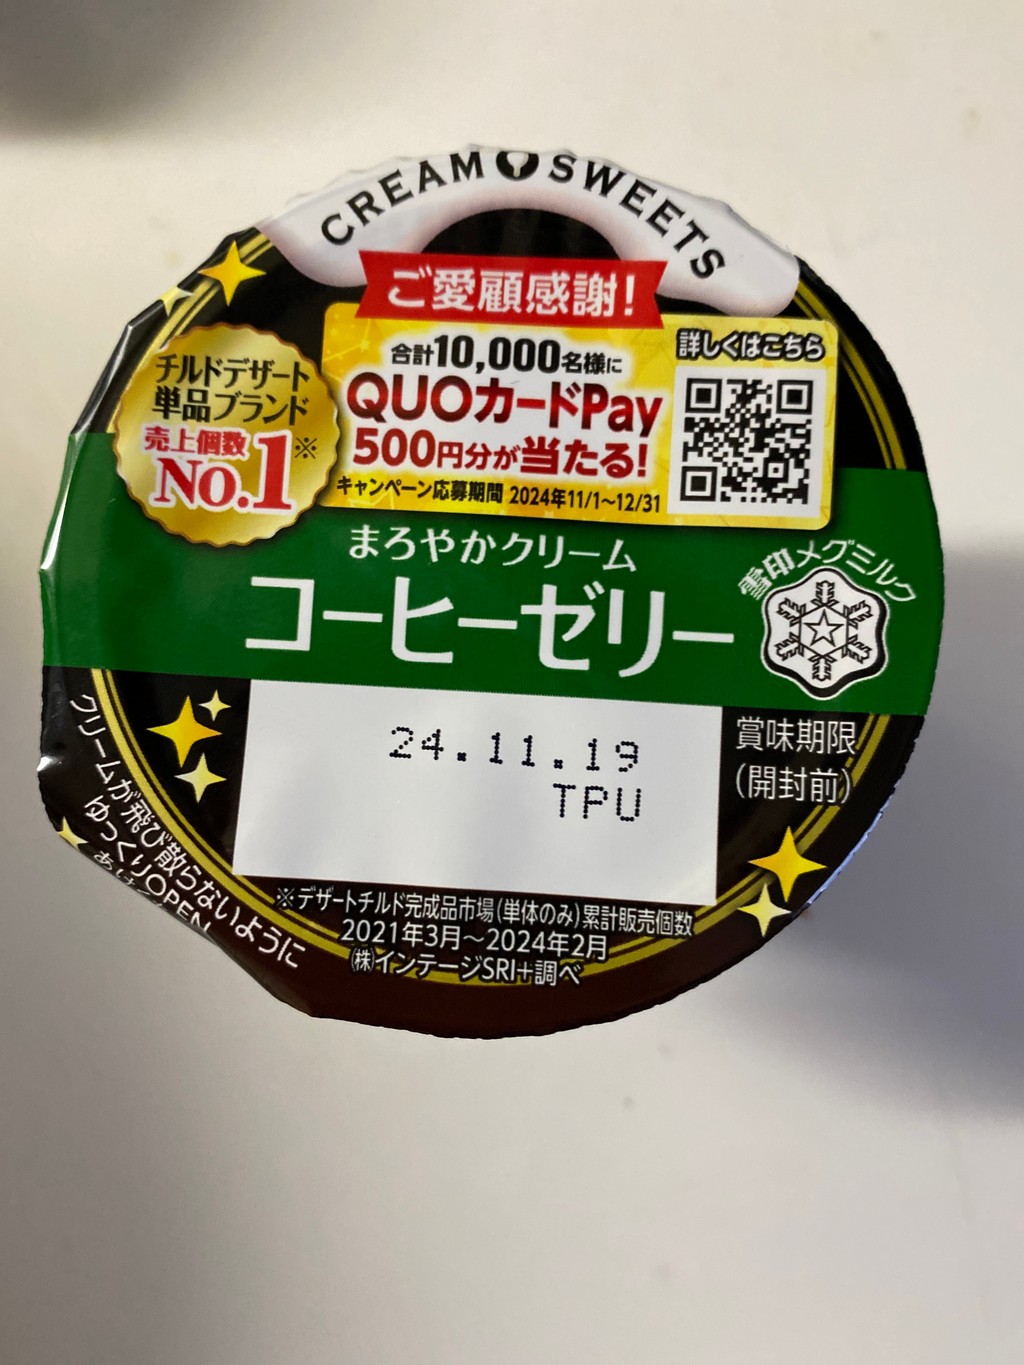 CREAM SWEETS
ご愛顧感謝!
チルドデザート
単品ブランド
売上個数
No.1※
合計10,000名様に
QUOカードPay
500円分が当たる!
キャンペーン応募期間 2024年11/1~12/31
詳しくはこちら
まろやかクリーム
コーヒーゼリー
雪印メグミルク
24.11.19
TPU
賞味期限
(開封前)
クリームが飛び散らないように
ゆっくりOPEN
※デザートチルド完成品市場(単体のみ)累計販売個数
2021年3月~2024年2月
㈱インテージSRI+調べ